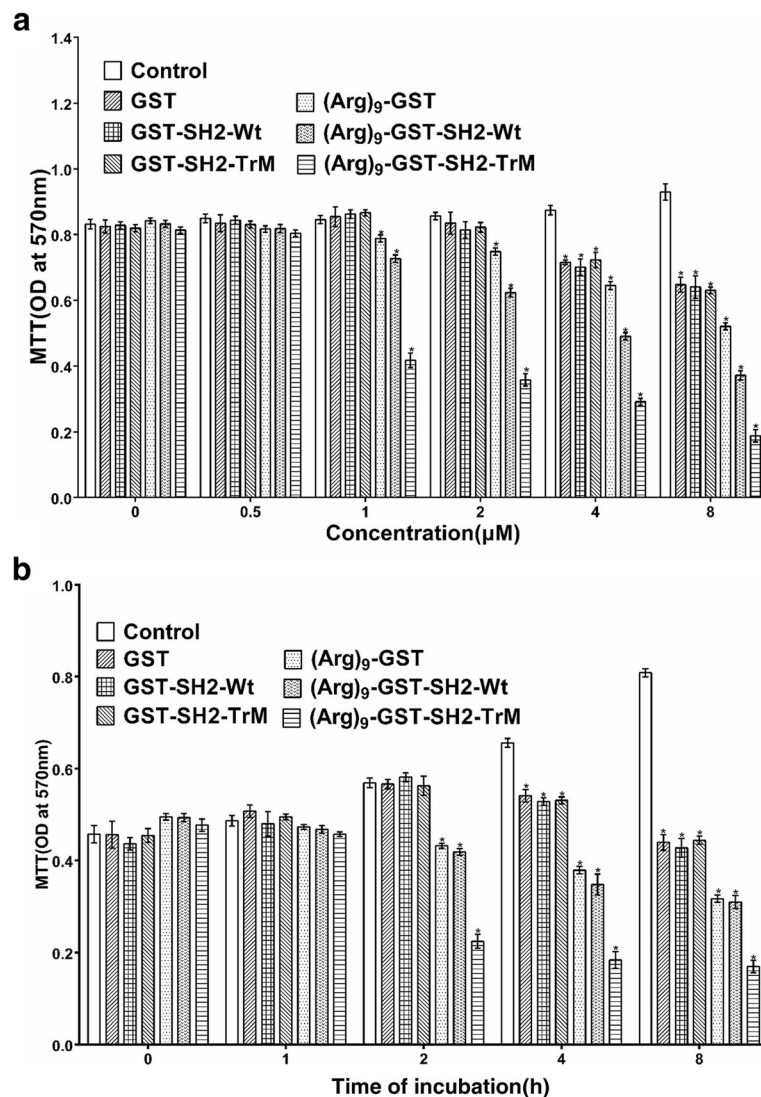 a
1.4
1.2
1.0
0.8
0.6
0.4
0.2
0.0
MTT(OD at 570nm)
Control
GST
(Arg)9-GST
GST-SH2-Wt
(Arg)9-GST-SH2-Wt
GST-SH2-TrM
(Arg)9-GST-SH2-TrM
* * * * * * * * * * * * * * * * * *
0 0.5 1 2 4 8
Concentration(µM)
b
1.0
0.8
0.6
0.4
0.2
0.0
MTT(OD at 570nm)
Control
GST
(Arg)9-GST
GST-SH2-Wt
(Arg)9-GST-SH2-Wt
GST-SH2-TrM
(Arg)9-GST-SH2-TrM
* * * * * * * * * * * * * * *
0 1 2 4 8
Time of incubation(h)